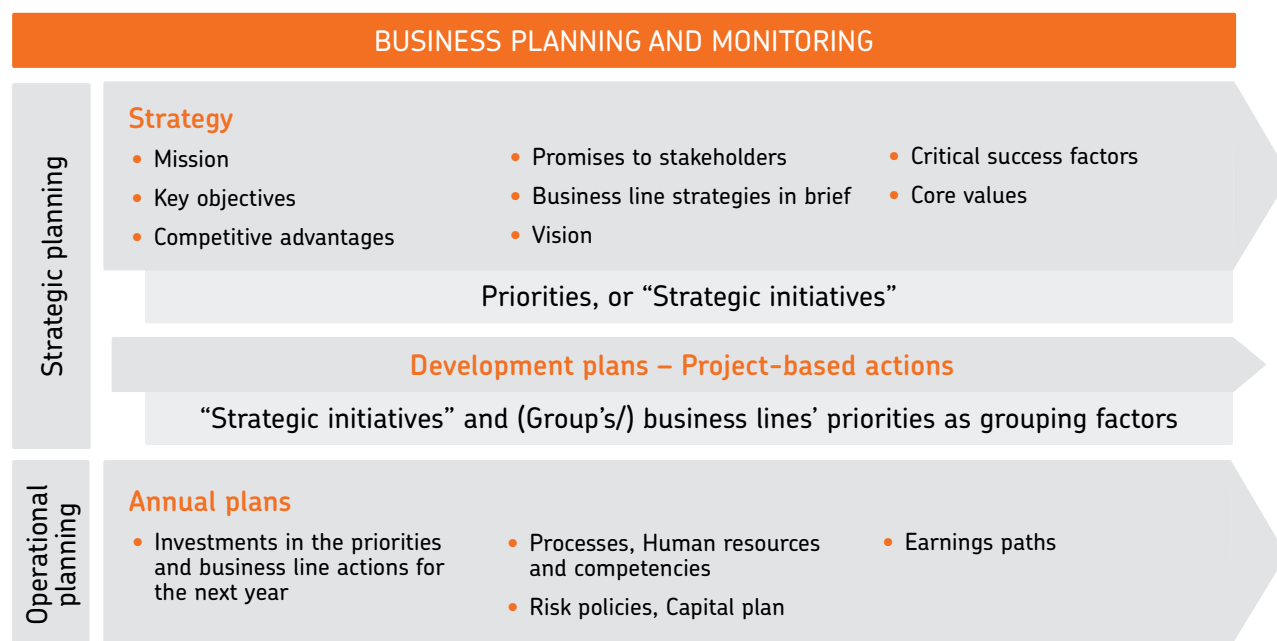 BUSINESS PLANNING AND MONITORING
Strategic planning
Strategy
• Mission
• Key objectives
• Competitive advantages
• Promises to stakeholders
• Business line strategies in brief
• Vision
• Critical success factors
• Core values
Priorities, or “Strategic initiatives”
Development plans – Project-based actions
“Strategic initiatives” and (Group’s/) business lines’ priorities as grouping factors
Operational
planning
Annual plans
• Investments in the priorities
and business line actions for
the next year
• Processes, Human resources
and competencies
• Risk policies, Capital plan
• Earnings paths